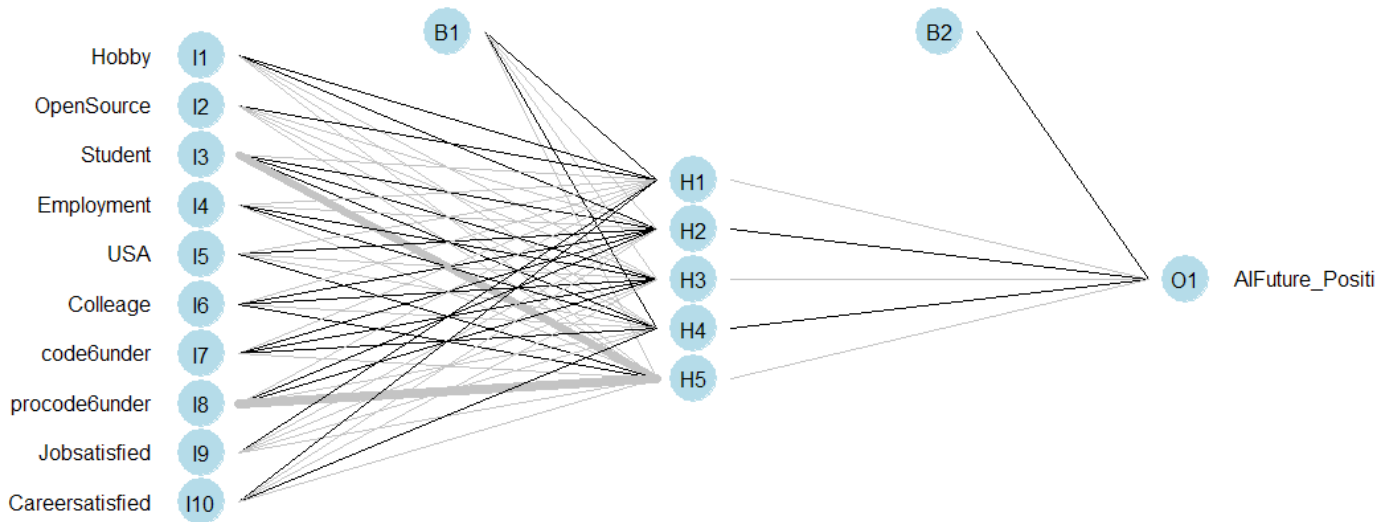 B1
B2
Hobby I1
OpenSource I2
Student I3
Employment I4
USA I5
Colleage I6
code6under I7
procode6under I8
Jobsatisfied I9
Careersatisfied I10
H1
H2
H3
H4
H5
O1 AIFuture_Positi